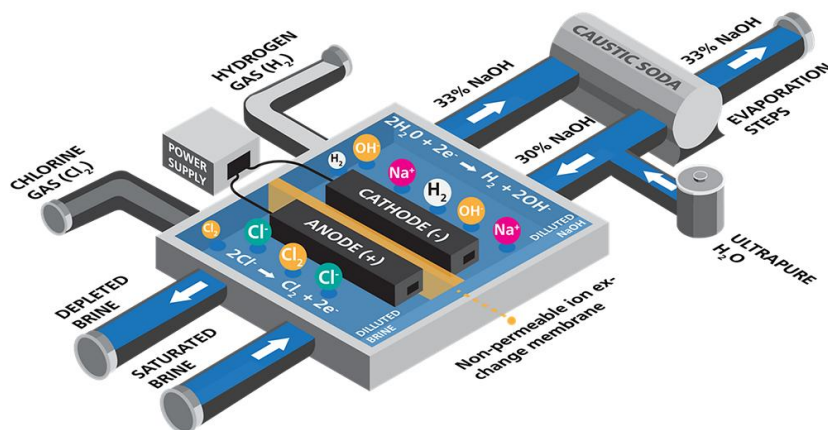 HYDROGEN
GAS (H₂)
CHLORINE
GAS (Cl₂)
POWER
SUPPLY
33% NaOH
CAUSTIC SODA
33% NaOH
EVAPORATION
STEPS
30% NaOH
ULTRAPURE
H₂O
2H₂O + 2e⁻ → H₂ + 2OH⁻
H₂
OH⁻
Na⁺
H₂
OH⁻
Na⁺
CATHODE (-)
DILUTED
NaOH
ANODE (+)
Cl₂
Cl⁻
Cl₂
Cl⁻
2Cl⁻ → Cl₂ + 2e⁻
DILLUTED
BRINE
DEPLETED
BRINE
SATURATED
BRINE
Non-permeable ion ex-
change membrane